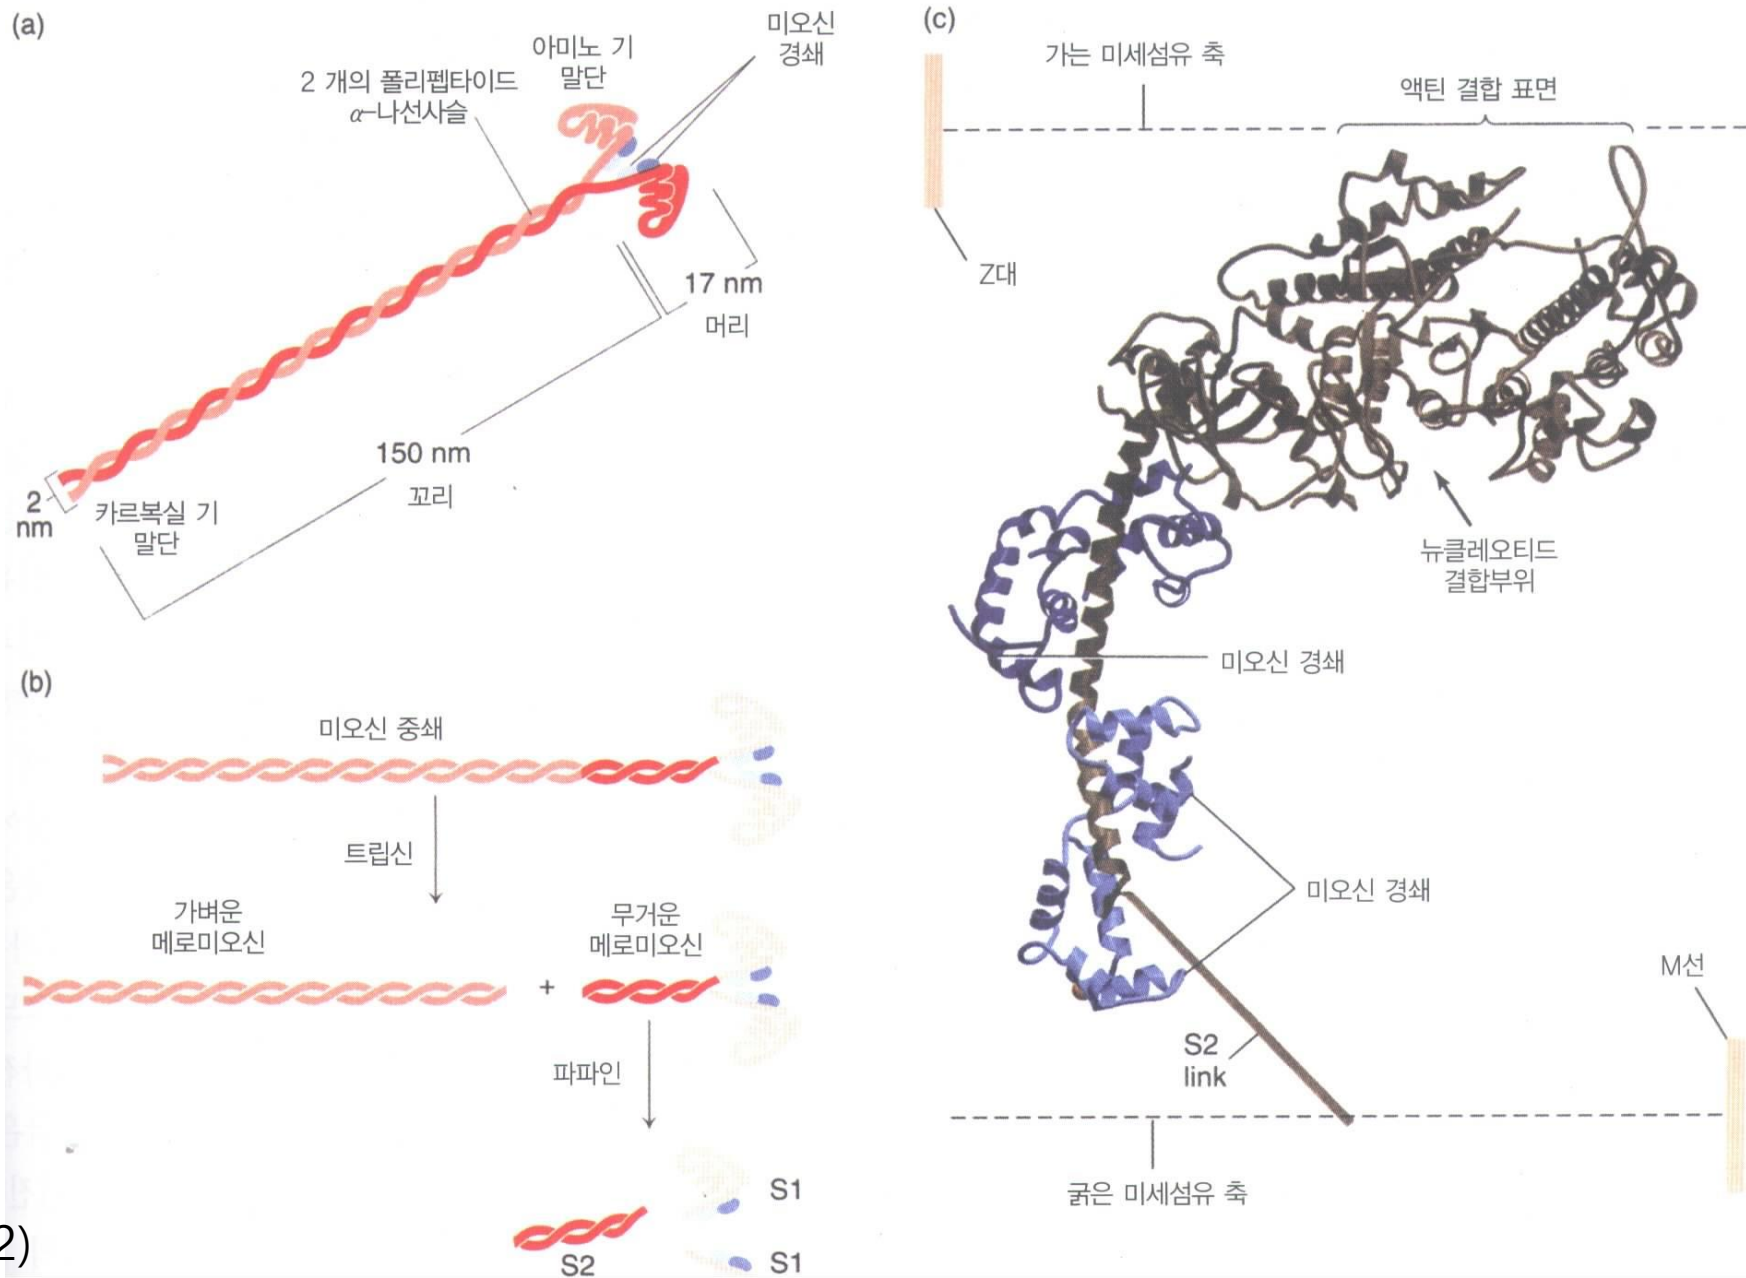 (a)
미오신
경쇄
아미노 기
말단
2 개의 폴리펩타이드
α-나선사슬
17 nm
머리
150 nm
꼬리
2
nm
카르복실 기
말단
(b)
미오신 중쇄
트립신
가벼운
메로미오신
+
무거운
메로미오신
파파인
S1
S2
S1
2)
(c)
가는 미세섬유 축
액틴 결합 표면
Z대
뉴클레오티드
결합부위
미오신 경쇄
미오신 경쇄
M선
S2
link
굵은 미세섬유 축